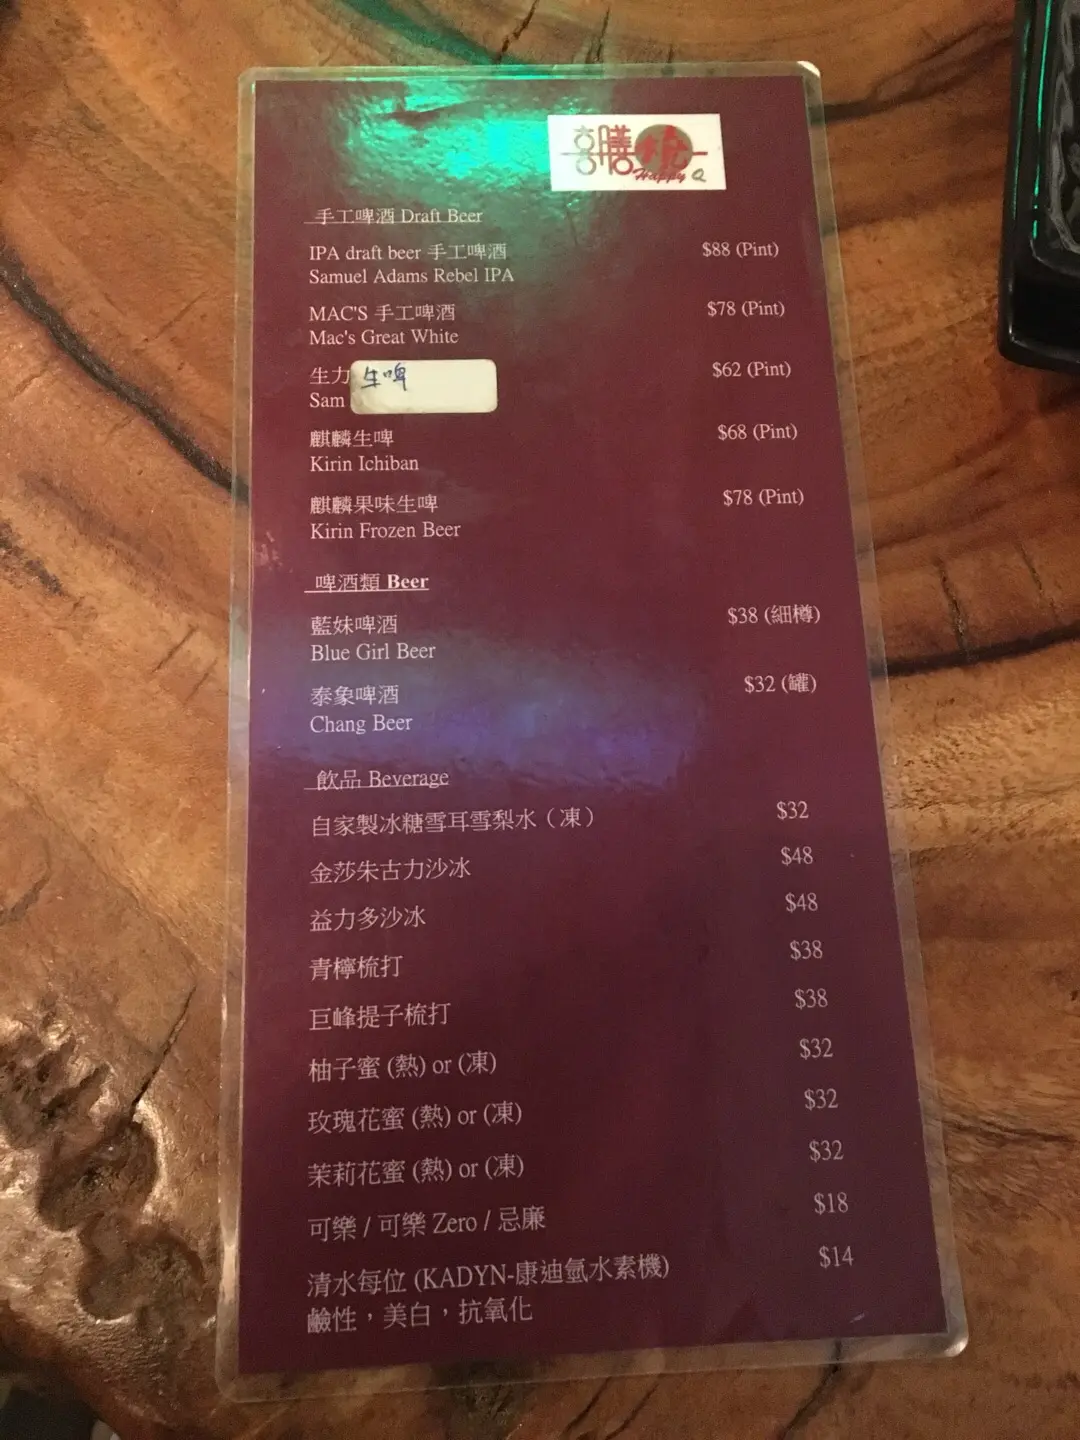 喜膳
Happy Q
手工啤酒 Draft Beer
IPA draft beer 手工啤酒 $88 (Pint)
Samuel Adams Rebel IPA
MAC'S 手工啤酒 $78 (Pint)
Mac's Great White
生力 生啤 $62 (Pint)
Sam
麒麟生啤 $68 (Pint)
Kirin Ichiban
麒麟果味生啤 $78 (Pint)
Kirin Frozen Beer
啤酒類 Beer
藍妹啤酒 $38 (細樽)
Blue Girl Beer
泰象啤酒 $32 (罐)
Chang Beer
飲品 Beverage
自家製冰糖雪耳雪梨水（凍） $32
金莎朱古力沙冰 $48
益力多沙冰 $48
青檸梳打 $38
巨峰提子梳打 $38
柚子蜜 (熱) or (凍) $32
玫瑰花蜜 (熱) or (凍) $32
茉莉花蜜 (熱) or (凍) $32
可樂 / 可樂 Zero / 忌廉 $18
清水每位 (KADYN-康迪氫水素機) $14
鹼性，美白，抗氧化